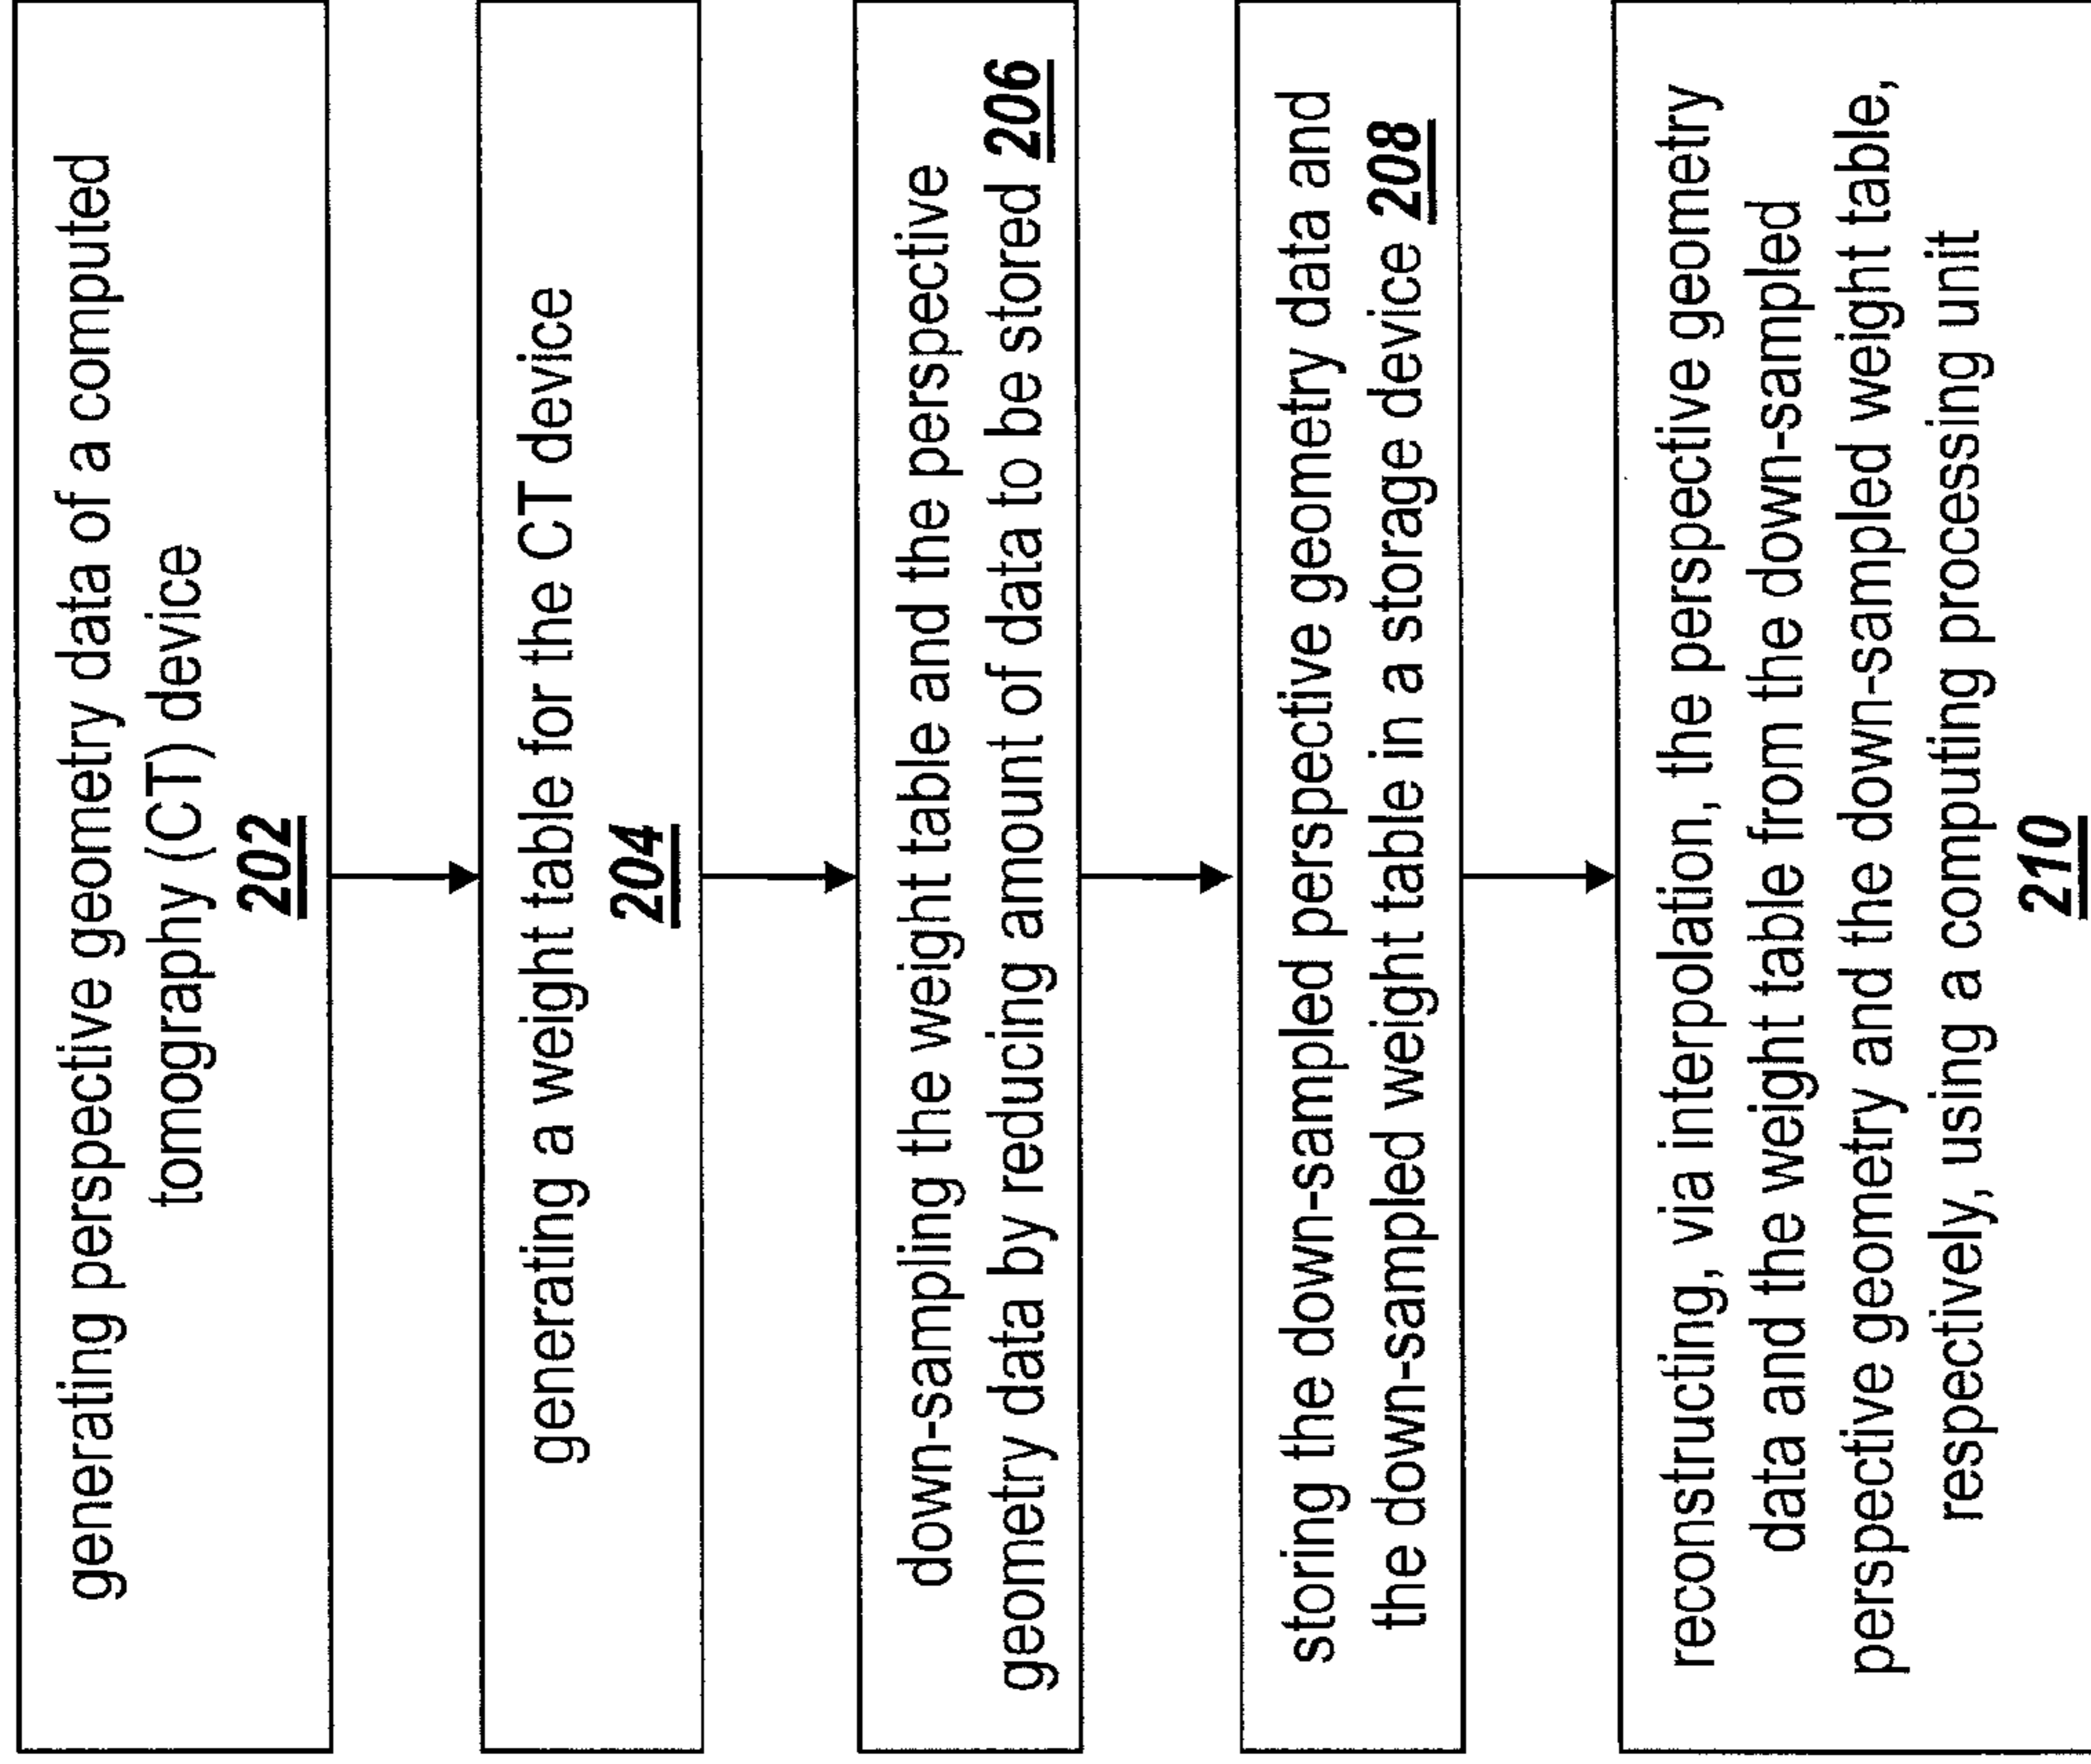 generating perspective geometry data of a computed
tomography (CT) device
202
generating a weight table for the CT device
204
down-sampling the weight table and the perspective
geometry data by reducing amount of data to be stored 206
storing the down-sampled perspective geometry data and
the down-sampled weight table in a storage device 208
reconstructing, via interpolation, the perspective geometry
data and the weight table from the down-sampled
perspective geometry and the down-sampled weight table,
respectively, using a computing processing unit
210